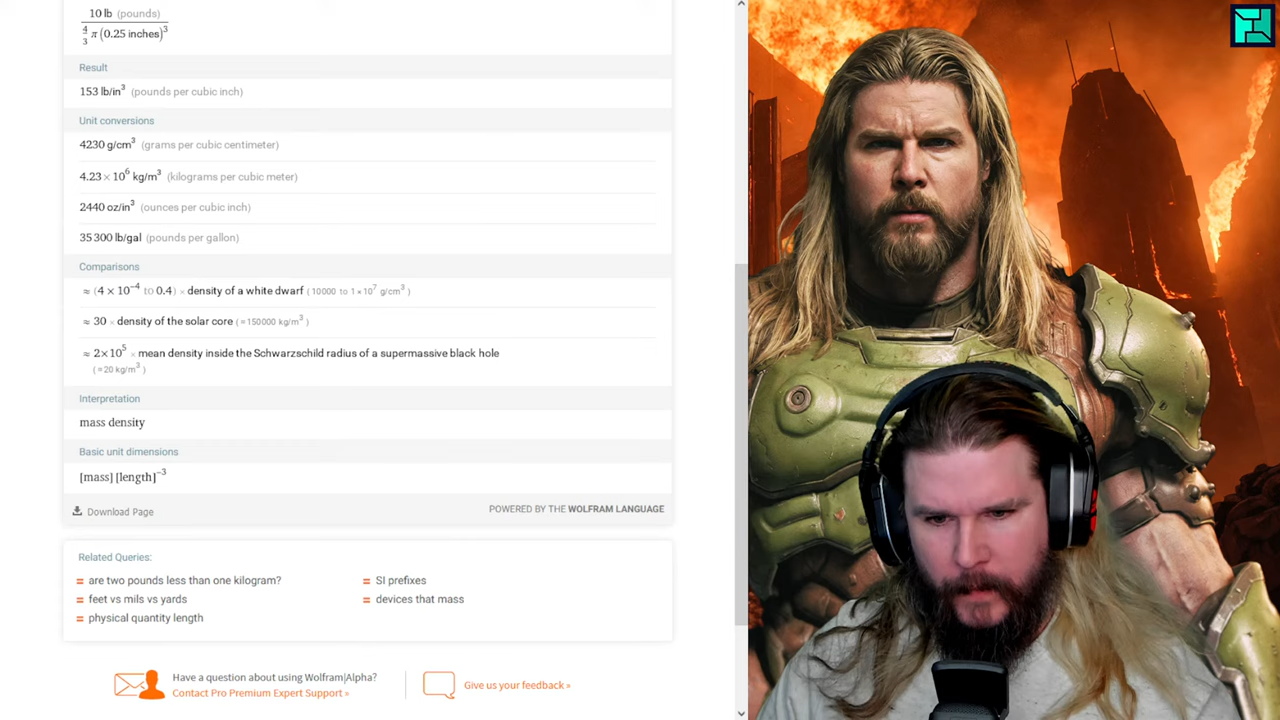 10 lb (pounds)
4/3 π (0.25 inches)³
Result
153 lb/in³ (pounds per cubic inch)
Unit conversions
4230 g/cm³ (grams per cubic centimeter)
4.23 × 10⁶ kg/m³ (kilograms per cubic meter)
2440 oz/in³ (ounces per cubic inch)
35 300 lb/gal (pounds per gallon)
Comparisons
≈ (4 × 10⁻⁴ to 0.4) × density of a white dwarf ( 10 000 to 1 × 10⁷ g/cm³ )
≈ 30 × density of the solar core ( ≈ 150 000 kg/m³ )
≈ 2×10⁵ × mean density inside the Schwarzschild radius of a supermassive black hole
( ≈ 20 kg/m³ )
Interpretation
mass density
Basic unit dimensions
[mass] [length]⁻³
Download Page
POWERED BY THE WOLFRAM LANGUAGE
Related Queries:
are two pounds less than one kilogram?
SI prefixes
feet vs mils vs yards
devices that mass
physical quantity length
Have a question about using Wolfram|Alpha?
Contact Pro Premium Expert Support »
Give us your feedback »